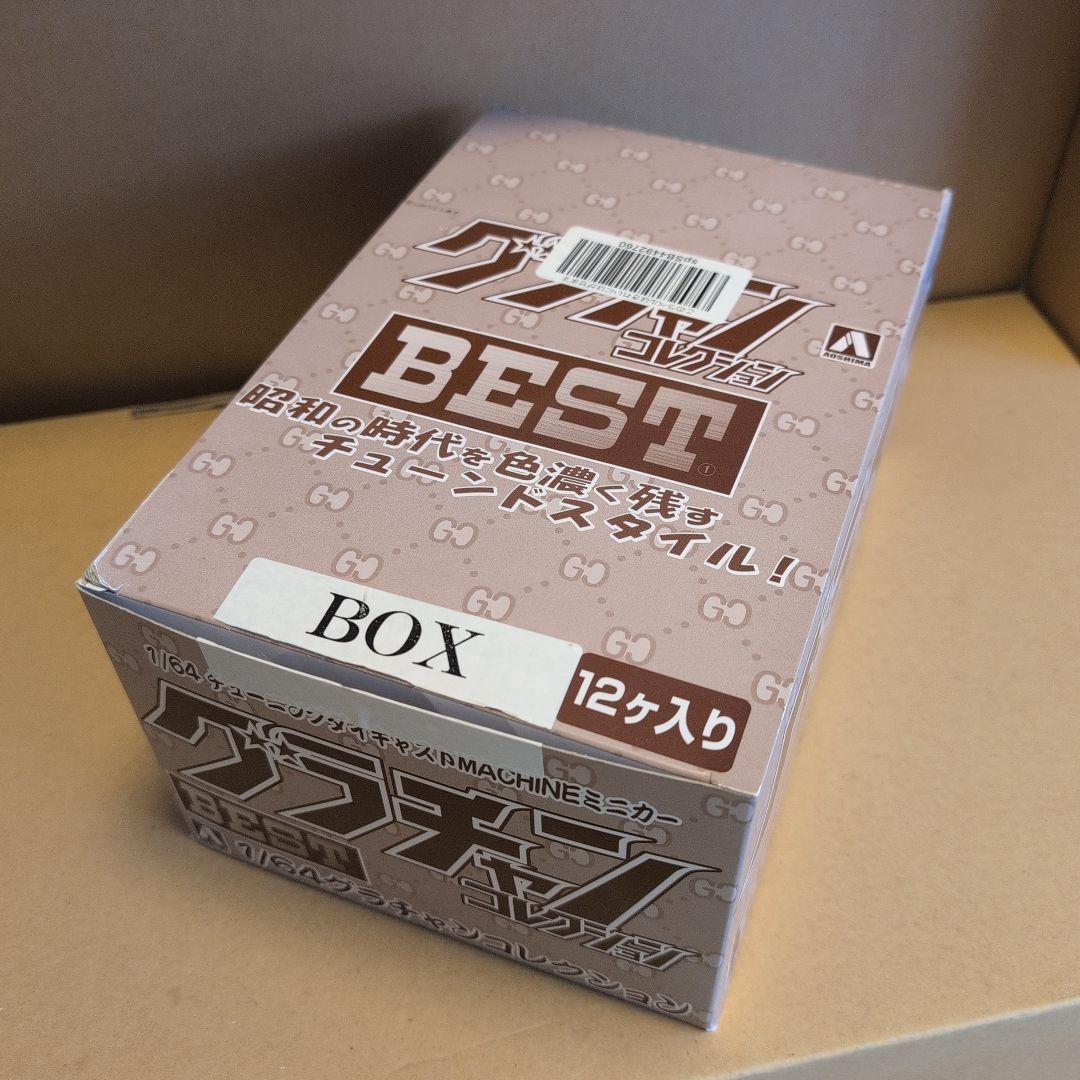 グラチャン
コレクション
BEST
①
AOSHIMA
spSB4492760
昭和の時代を色濃く残す
チューンドスタイル!
BOX
12ヶ入り
1/64 チューニングダイキャストMACHINEミニカー
グラチャン
コレクション
BEST
1/64グラチャンコレクション